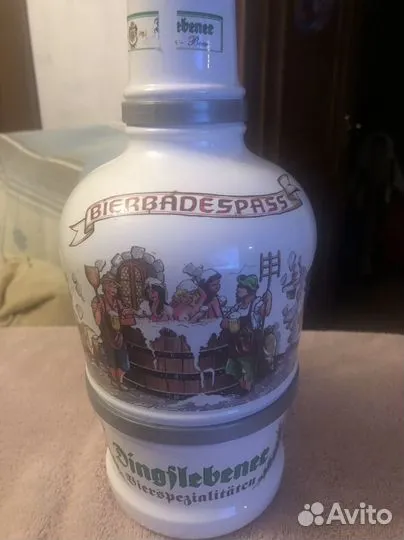 BIERBADESPASS
Dingslebener
Bierspezialitäten
Avito